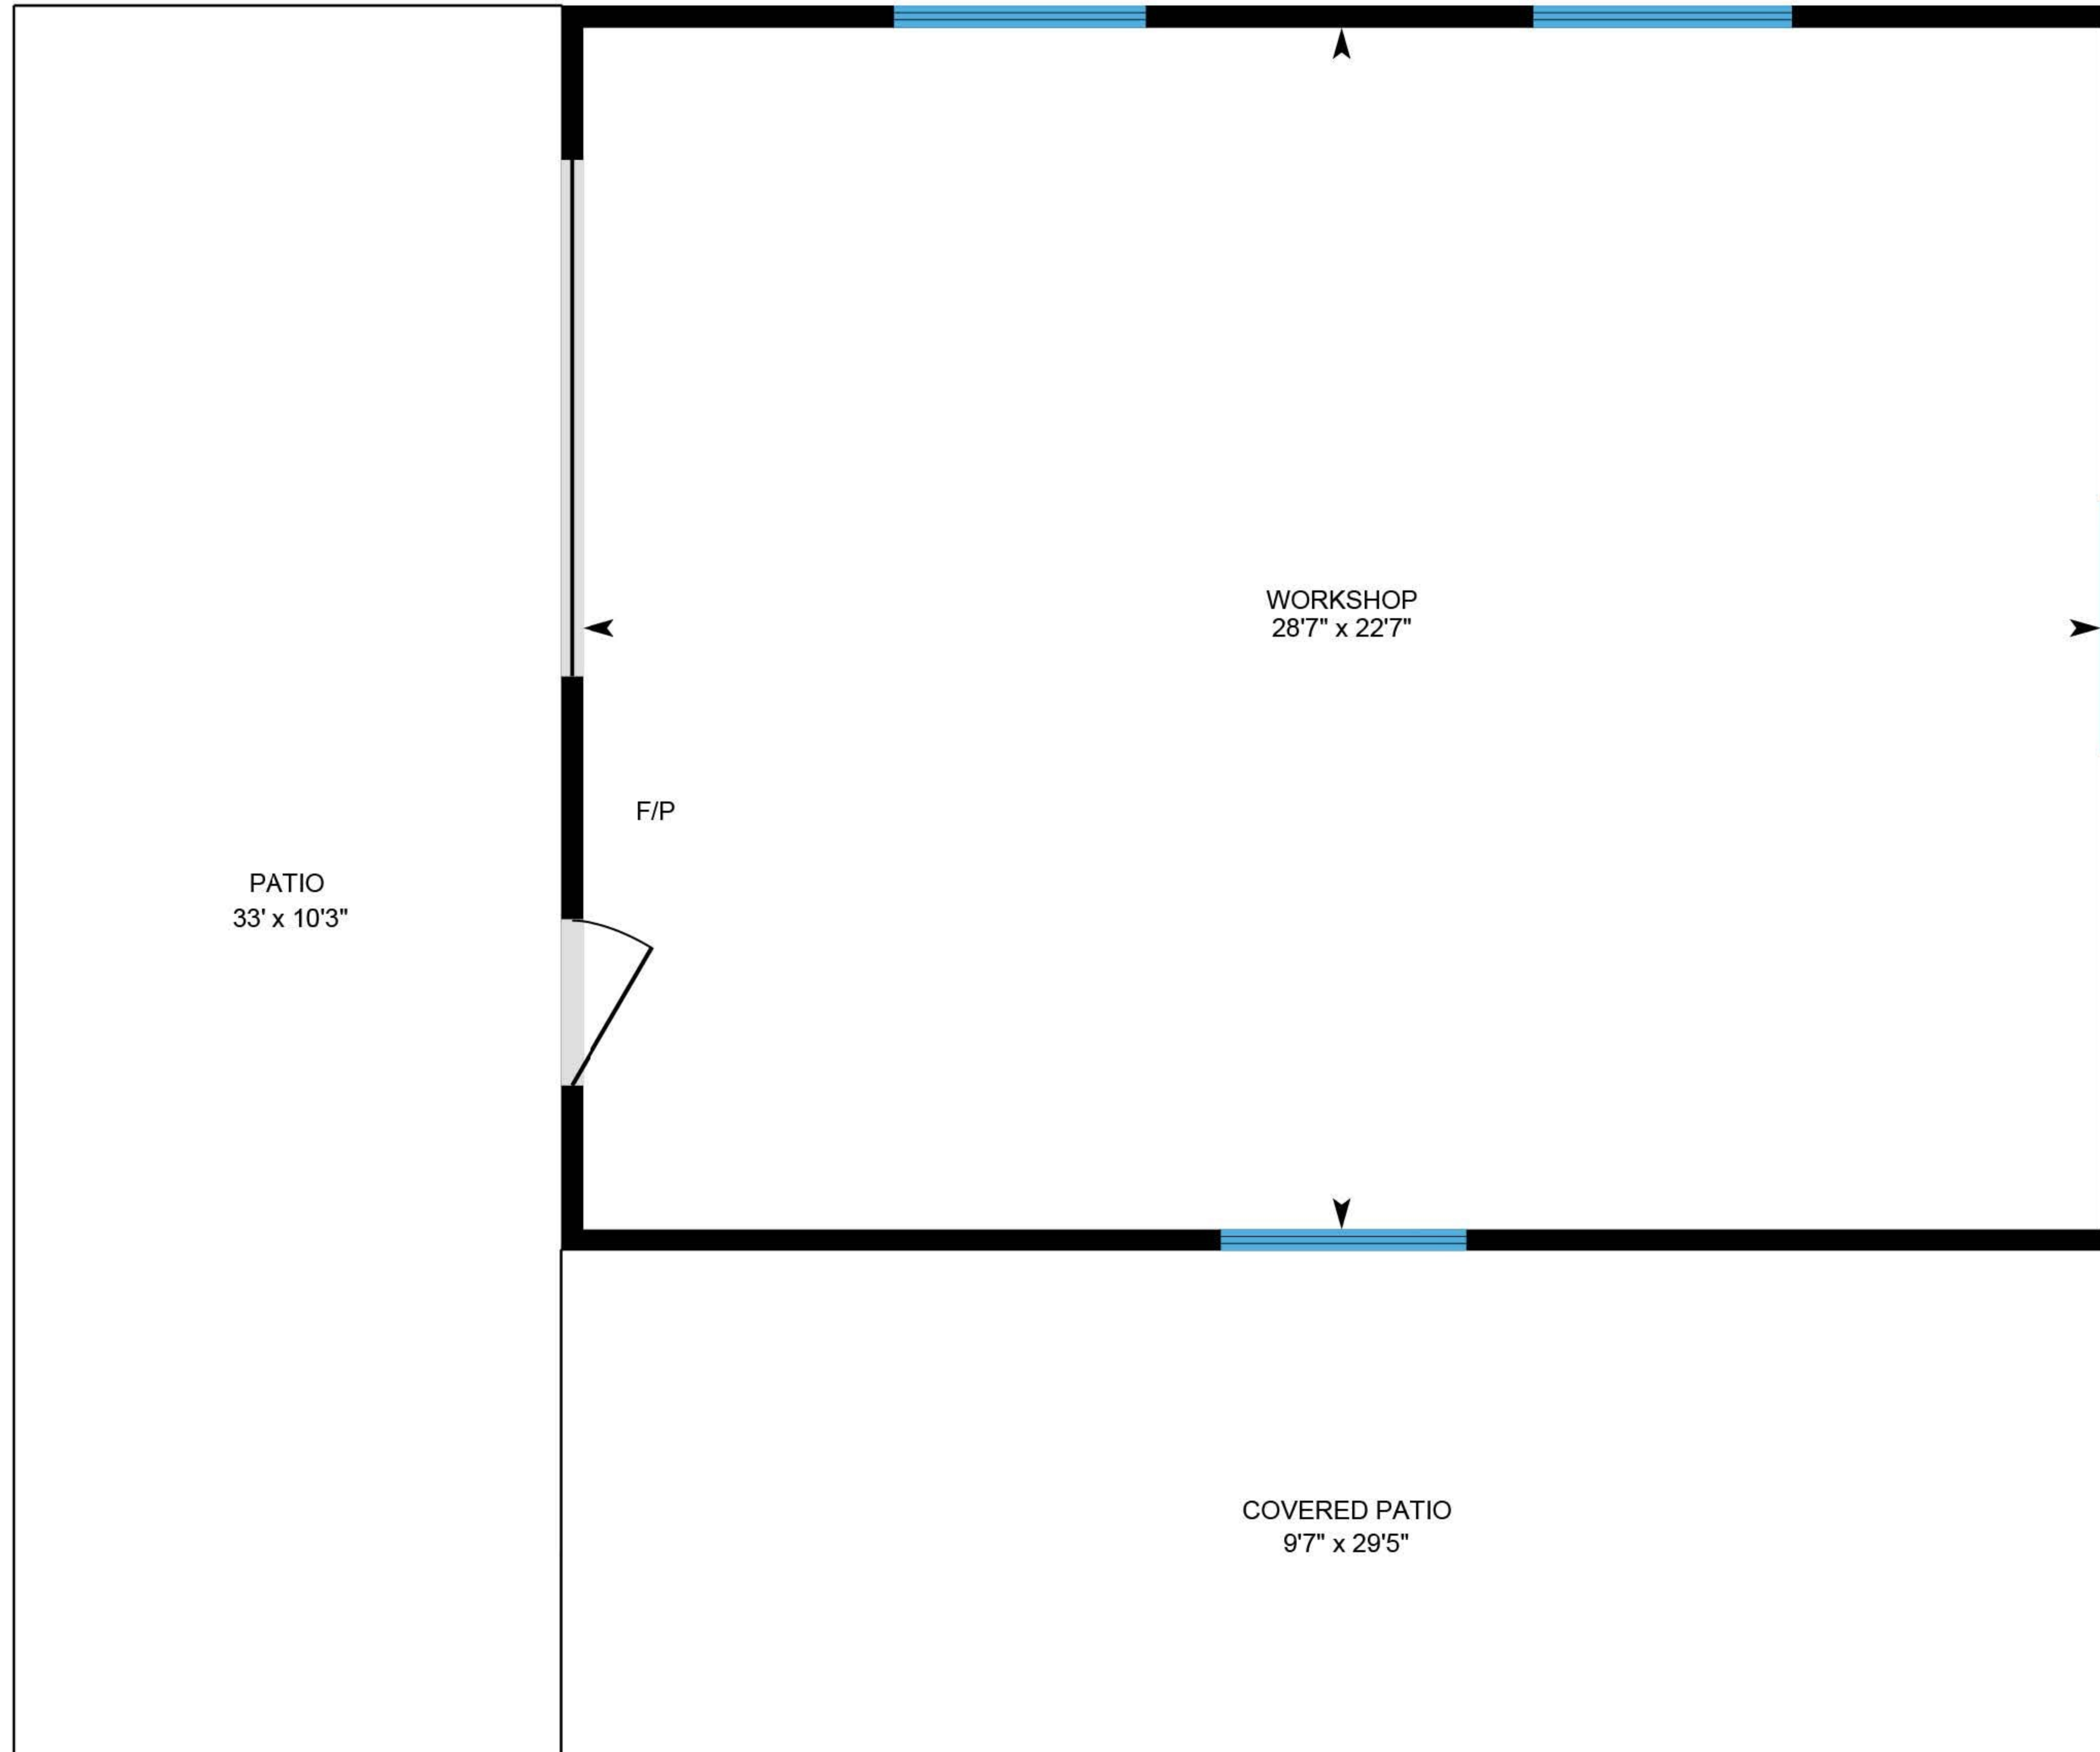 WORKSHOP
28'7" x 22'7"
F/P
PATIO
33' x 10'3"
COVERED PATIO
9'7" x 29'5"